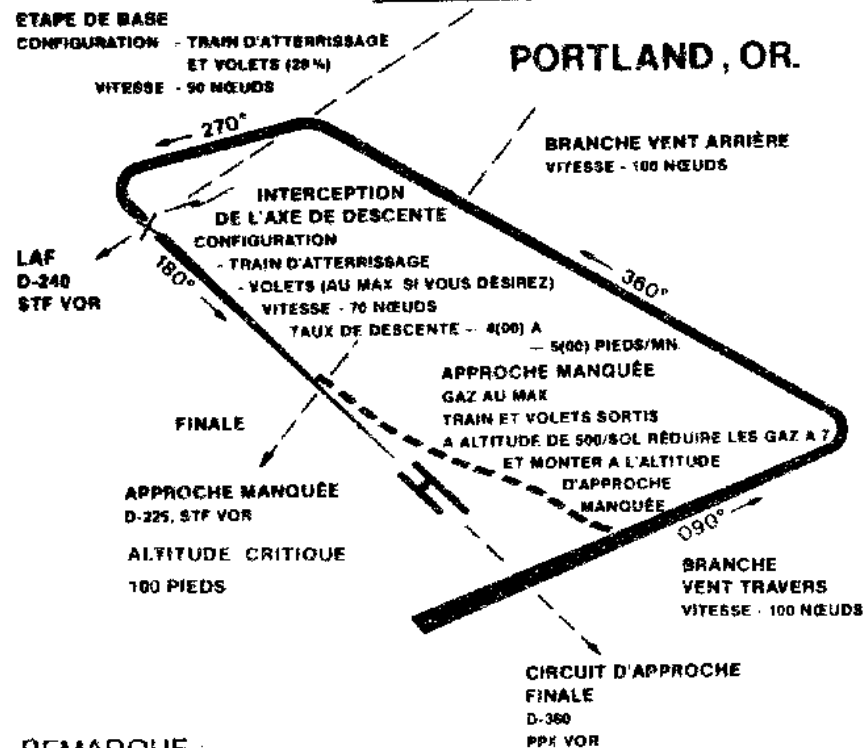 ETAPE DE BASE
CONFIGURATION - TRAIN D'ATTERRISSAGE
ET VOLETS (29 %)
VITESSE - 90 NŒUDS
PORTLAND, OR.
270°
BRANCHE VENT ARRIÈRE
VITESSE - 100 NŒUDS
INTERCEPTION
DE L'AXE DE DESCENTE
CONFIGURATION
- TRAIN D'ATTERRISSAGE
- VOLETS (AU MAX SI VOUS DÉSIREZ)
VITESSE - 70 NŒUDS
TAUX DE DESCENTE - 4(00) A
- 5(00) PIEDS/MN.
LAF
D-240
STF VOR
180°
360°
APPROCHE MANQUÉE
GAZ AU MAX
TRAIN ET VOLETS SORTIS
A ALTITUDE DE 500/SOL RÉDUIRE LES GAZ A 7
ET MONTER A L'ALTITUDE
D'APPROCHE
MANQUÉE
FINALE
APPROCHE MANQUÉE
D-225, STF VOR
ALTITUDE CRITIQUE
100 PIEDS
090°
BRANCHE
VENT TRAVERS
VITESSE - 100 NŒUDS
CIRCUIT D'APPROCHE
FINALE
D-360
PPX VOR
REMARQUE :